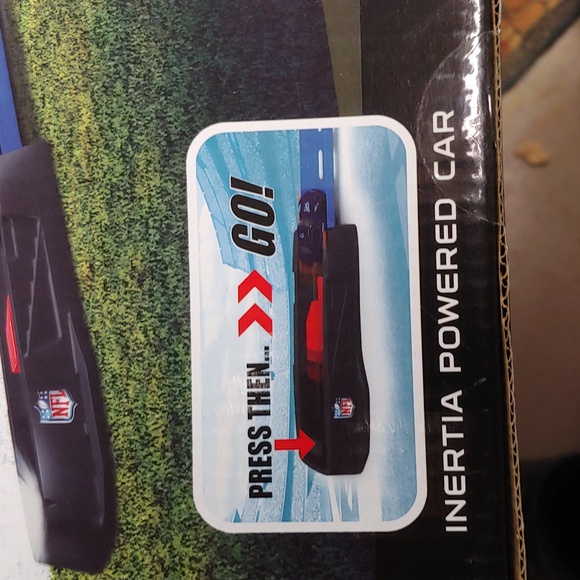 PRESS THEN... GO!
INERTIA POWERED CAR
NFL
NFL